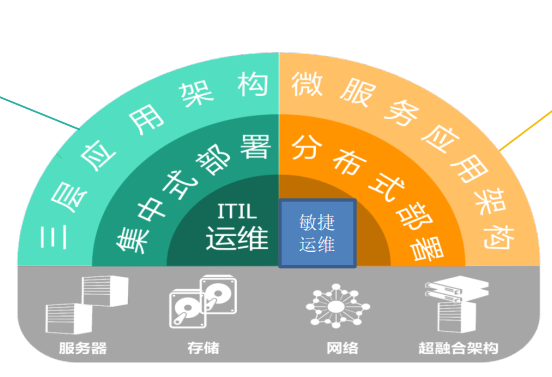 三层应用架构
微服务应用架构
集中式部署
分布式部署
ITIL
运维
敏捷
运维
服务器
存储
网络
超融合架构